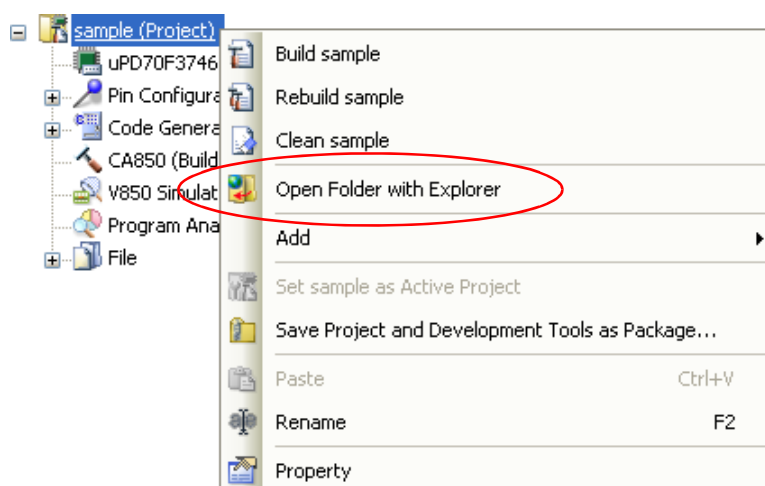 sample (Project)
uPD70F3746
Pin Configura
Code Genera
CA850 (Build
V850 Simulat
Program Ana
File
Build sample
Rebuild sample
Clean sample
Open Folder with Explorer
Add
Set sample as Active Project
Save Project and Development Tools as Package...
Paste Ctrl+V
Rename F2
Property